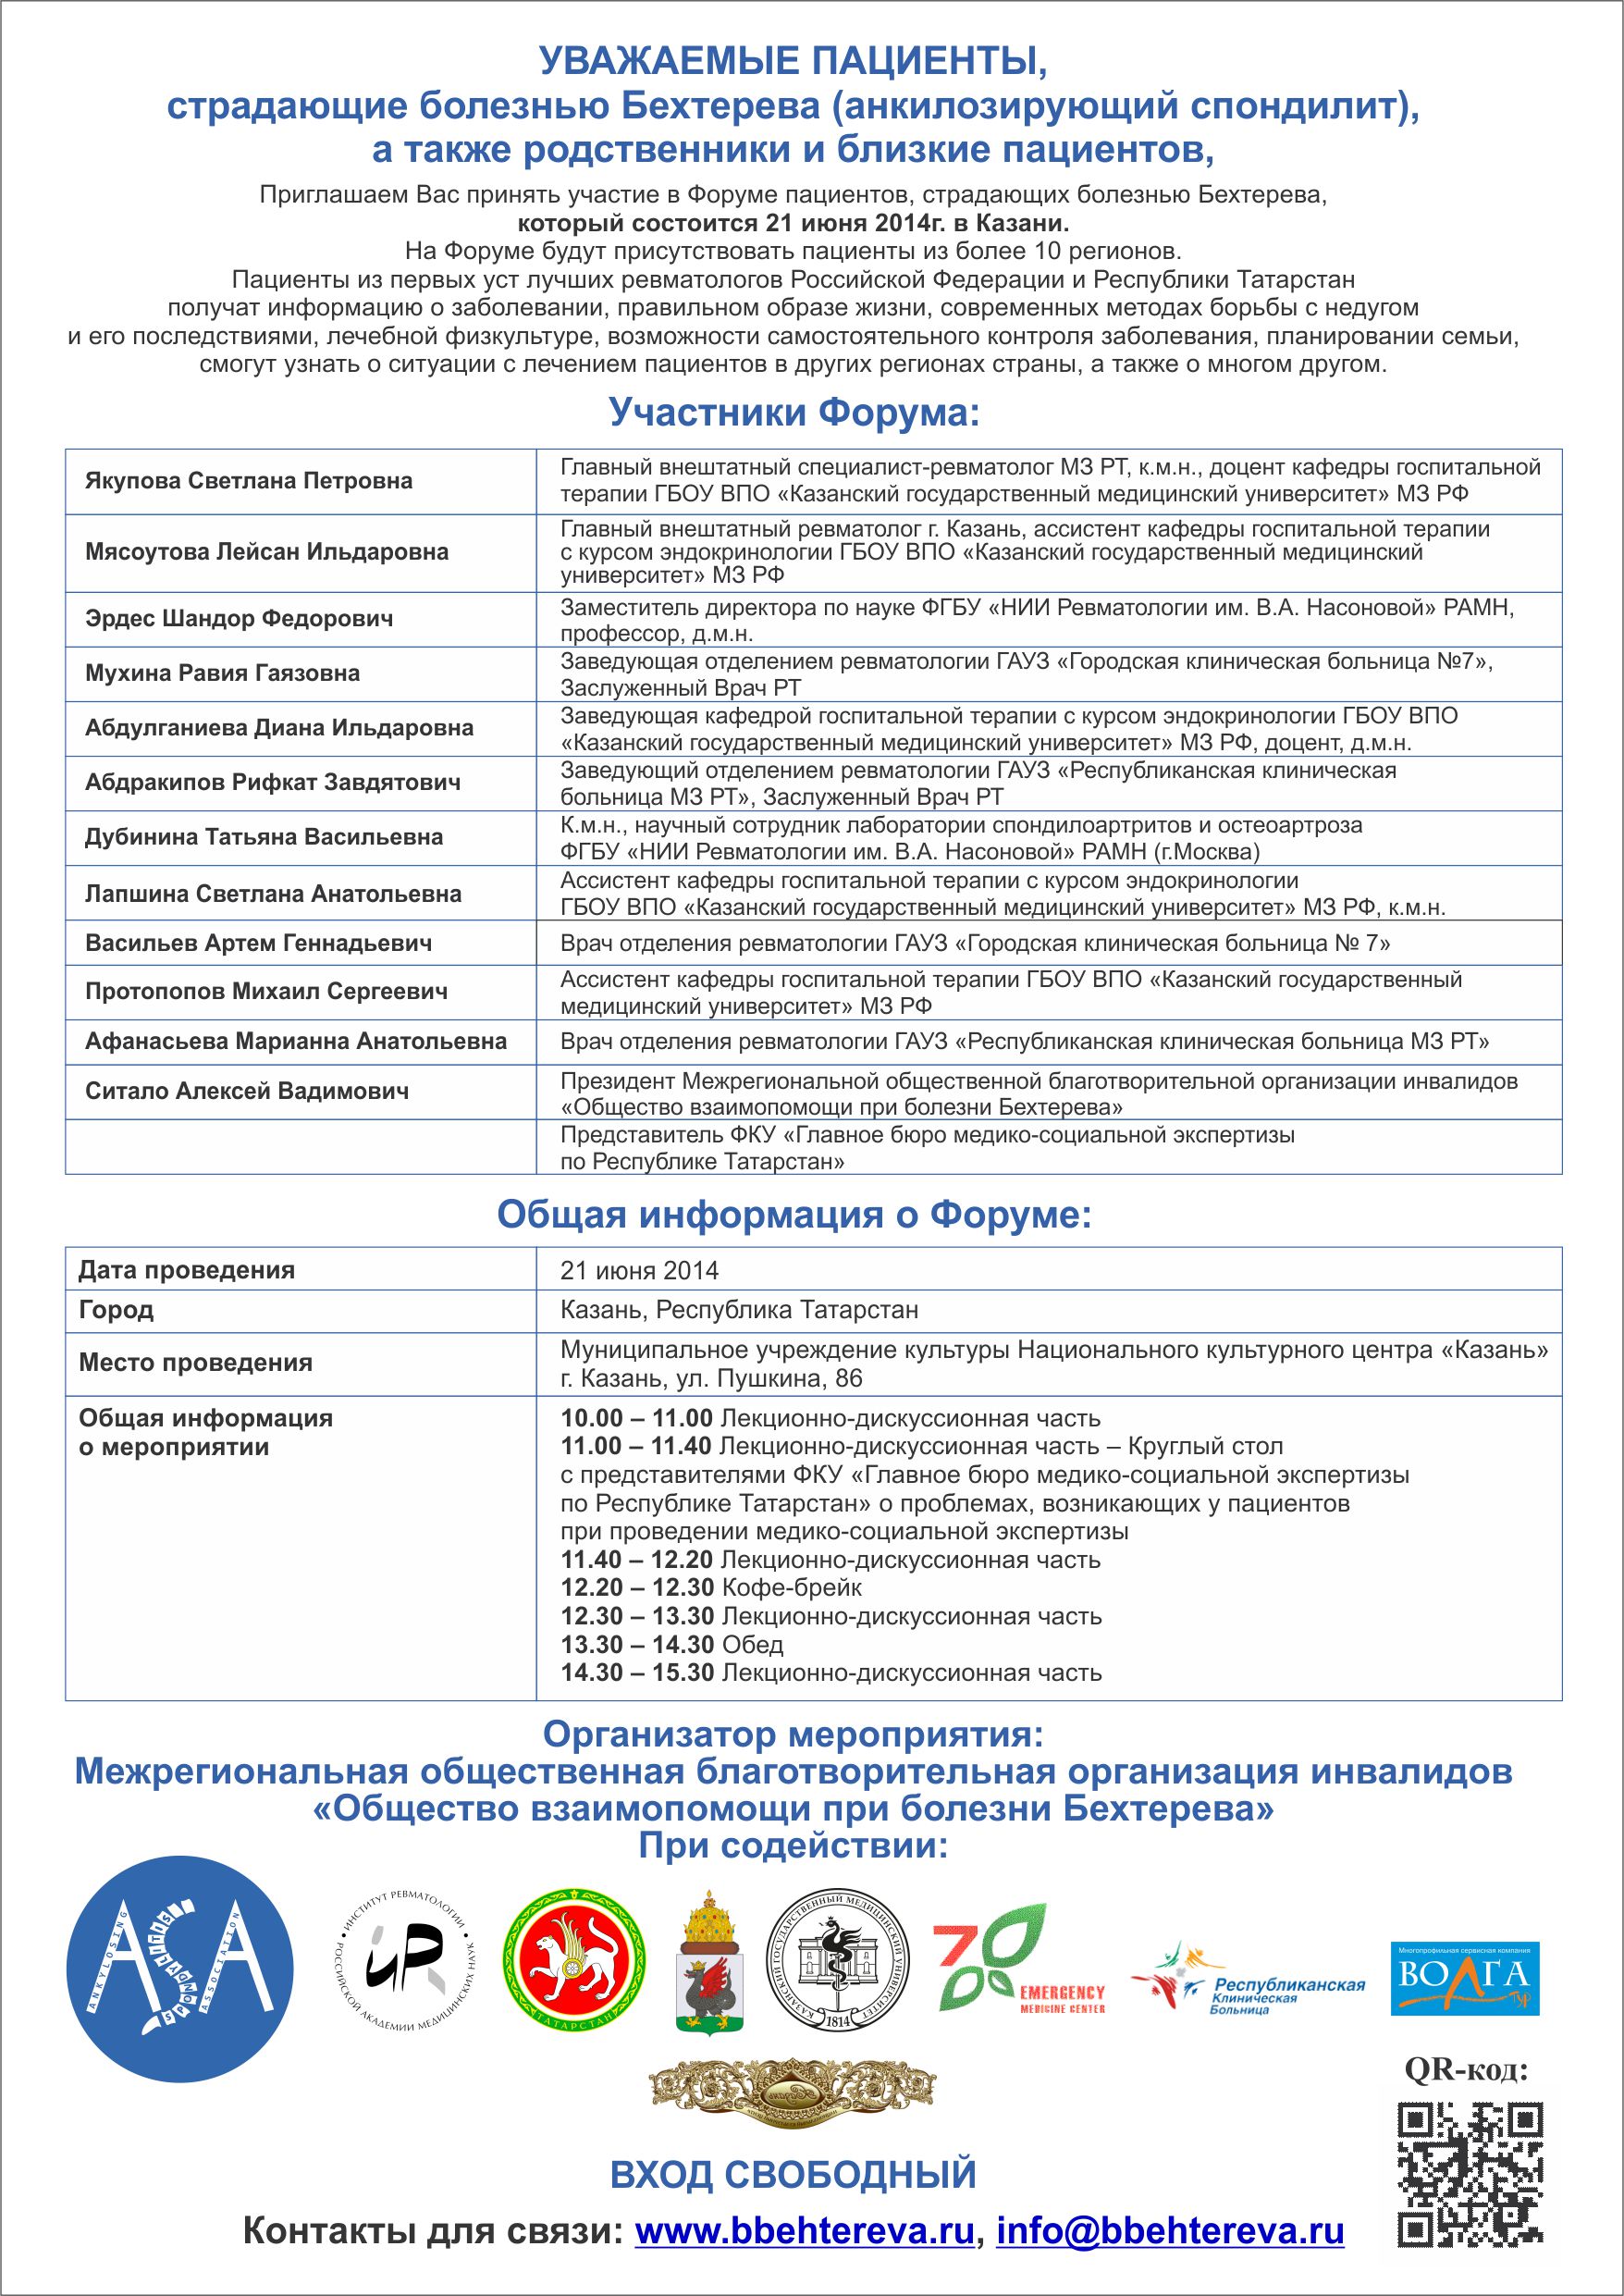 УВАЖАЕМЫЕ ПАЦИЕНТЫ,
страдающие болезнью Бехтерева (анкилозирующий спондилит),
а также родственники и близкие пациентов,
Приглашаем Вас принять участие в Форуме пациентов, страдающих болезнью Бехтерева,
который состоится 21 июня 2014г. в Казани.
На Форуме будут присутствовать пациенты из более 10 регионов.
Пациенты из первых уст лучших ревматологов Российской Федерации и Республики Татарстан
получат информацию о заболевании, правильном образе жизни, современных методах борьбы с недугом
и его последствиями, лечебной физкультуре, возможности самостоятельного контроля заболевания, планировании семьи,
смогут узнать о ситуации с лечением пациентов в других регионах страны, а также о многом другом.
Участники Форума:
Якупова Светлана Петровна
Главный внештатный специалист-ревматолог МЗ РТ, к.м.н., доцент кафедры госпитальной
терапии ГБОУ ВПО «Казанский государственный медицинский университет» МЗ РФ
Мясоутова Лейсан Ильдаровна
Главный внештатный ревматолог г. Казань, ассистент кафедры госпитальной терапии
с курсом эндокринологии ГБОУ ВПО «Казанский государственный медицинский
университет» МЗ РФ
Эрдес Шандор Федорович
Заместитель директора по науке ФГБУ «НИИ Ревматологии им. В.А. Насоновой» РАМН,
профессор, д.м.н.
Мухина Равия Гаязовна
Заведующая отделением ревматологии ГАУЗ «Городская клиническая больница №7»,
Заслуженный Врач РТ
Абдулганиева Диана Ильдаровна
Заведующая кафедрой госпитальной терапии с курсом эндокринологии ГБОУ ВПО
«Казанский государственный медицинский университет» МЗ РФ, доцент, д.м.н.
Абдракипов Рифкат Завдятович
Заведующий отделением ревматологии ГАУЗ «Республиканская клиническая
больница МЗ РТ», Заслуженный Врач РТ
Дубинина Татьяна Васильевна
К.м.н., научный сотрудник лаборатории спондилоартритов и остеоартроза
ФГБУ «НИИ Ревматологии им. В.А. Насоновой» РАМН (г.Москва)
Лапшина Светлана Анатольевна
Ассистент кафедры госпитальной терапии с курсом эндокринологии
ГБОУ ВПО «Казанский государственный медицинский университет» МЗ РФ, к.м.н.
Васильев Артем Геннадьевич
Врач отделения ревматологии ГАУЗ «Городская клиническая больница № 7»
Протопопов Михаил Сергеевич
Ассистент кафедры госпитальной терапии ГБОУ ВПО «Казанский государственный
медицинский университет» МЗ РФ
Афанасьева Марианна Анатольевна
Врач отделения ревматологии ГАУЗ «Республиканская клиническая больница МЗ РТ»
Ситало Алексей Вадимович
Президент Межрегиональной общественной благотворительной организации инвалидов
«Общество взаимопомощи при болезни Бехтерева»
Представитель ФКУ «Главное бюро медико-социальной экспертизы
по Республике Татарстан»
Общая информация о Форуме:
Дата проведения
21 июня 2014
Город
Казань, Республика Татарстан
Место проведения
Муниципальное учреждение культуры Национального культурного центра «Казань»
г. Казань, ул. Пушкина, 86
Общая информация
о мероприятии
10.00 – 11.00 Лекционно-дискуссионная часть
11.00 – 11.40 Лекционно-дискуссионная часть – Круглый стол
с представителями ФКУ «Главное бюро медико-социальной экспертизы
по Республике Татарстан» о проблемах, возникающих у пациентов
при проведении медико-социальной экспертизы
11.40 – 12.20 Лекционно-дискуссионная часть
12.20 – 12.30 Кофе-брейк
12.30 – 13.30 Лекционно-дискуссионная часть
13.30 – 14.30 Обед
14.30 – 15.30 Лекционно-дискуссионная часть
Организатор мероприятия:
Межрегиональная общественная благотворительная организация инвалидов
«Общество взаимопомощи при болезни Бехтерева»
При содействии:
ASA
ANKYLOSING
SPONDYLITIS
ASSOCIATION
ИНСТИТУТ РЕВМАТОЛОГИИ
РОССИЙСКОЙ АКАДЕМИИ МЕДИЦИНСКИХ НАУК
ТАТАРСТАН
КАЗАНСКИЙ ГОСУДАРСТВЕННЫЙ МЕДИЦИНСКИЙ УНИВЕРСИТЕТ
1814
7
EMERGENCY
MEDICINE CENTER
Республиканская
Клиническая
Больница
Многопрофильная сервисная компания
ВОЛГА
тур
QR-код:
ВХОД СВОБОДНЫЙ
Контакты для связи: www.bbehtereva.ru, info@bbehtereva.ru